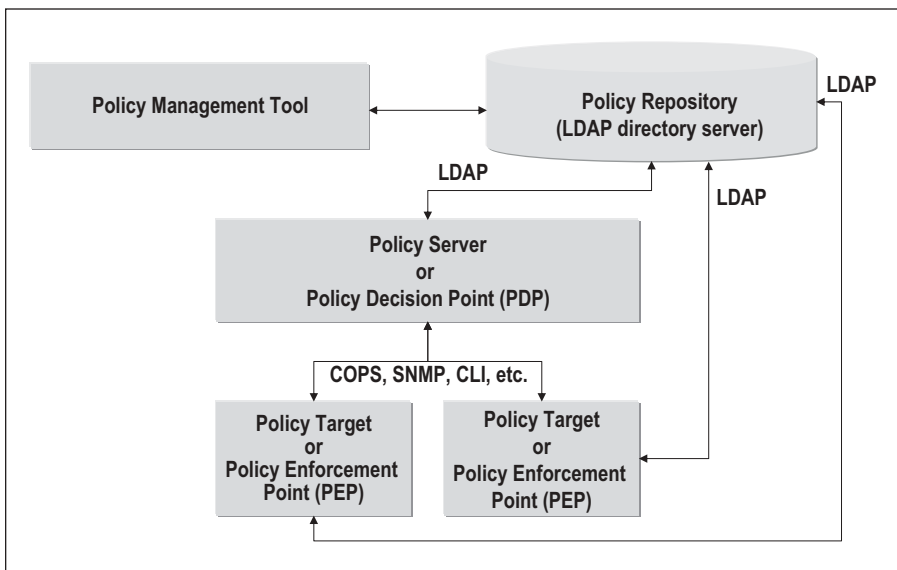 Policy Management Tool
Policy Repository
(LDAP directory server)
LDAP
LDAP
LDAP
Policy Server
or
Policy Decision Point (PDP)
COPS, SNMP, CLI, etc.
Policy Target
or
Policy Enforcement
Point (PEP)
Policy Target
or
Policy Enforcement
Point (PEP)